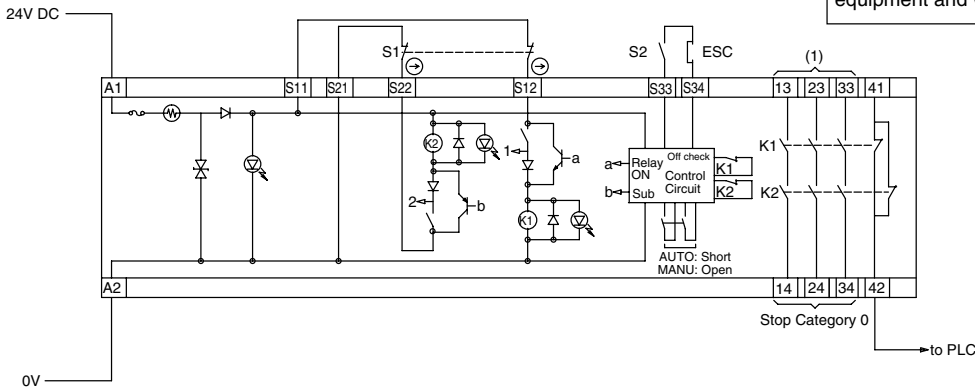 equipment and
24V DC
S1
S2
ESC
(1)
A1
S11
S21
S22
S12
S33
S34
13
23
33
41
K2
1
a
a
Relay ON
Off check
Control Circuit
K1
K2
b
Sub
2
b
K1
K1
K2
AUTO: Short
MANU: Open
A2
14
24
34
42
Stop Category 0
to PLC
0V